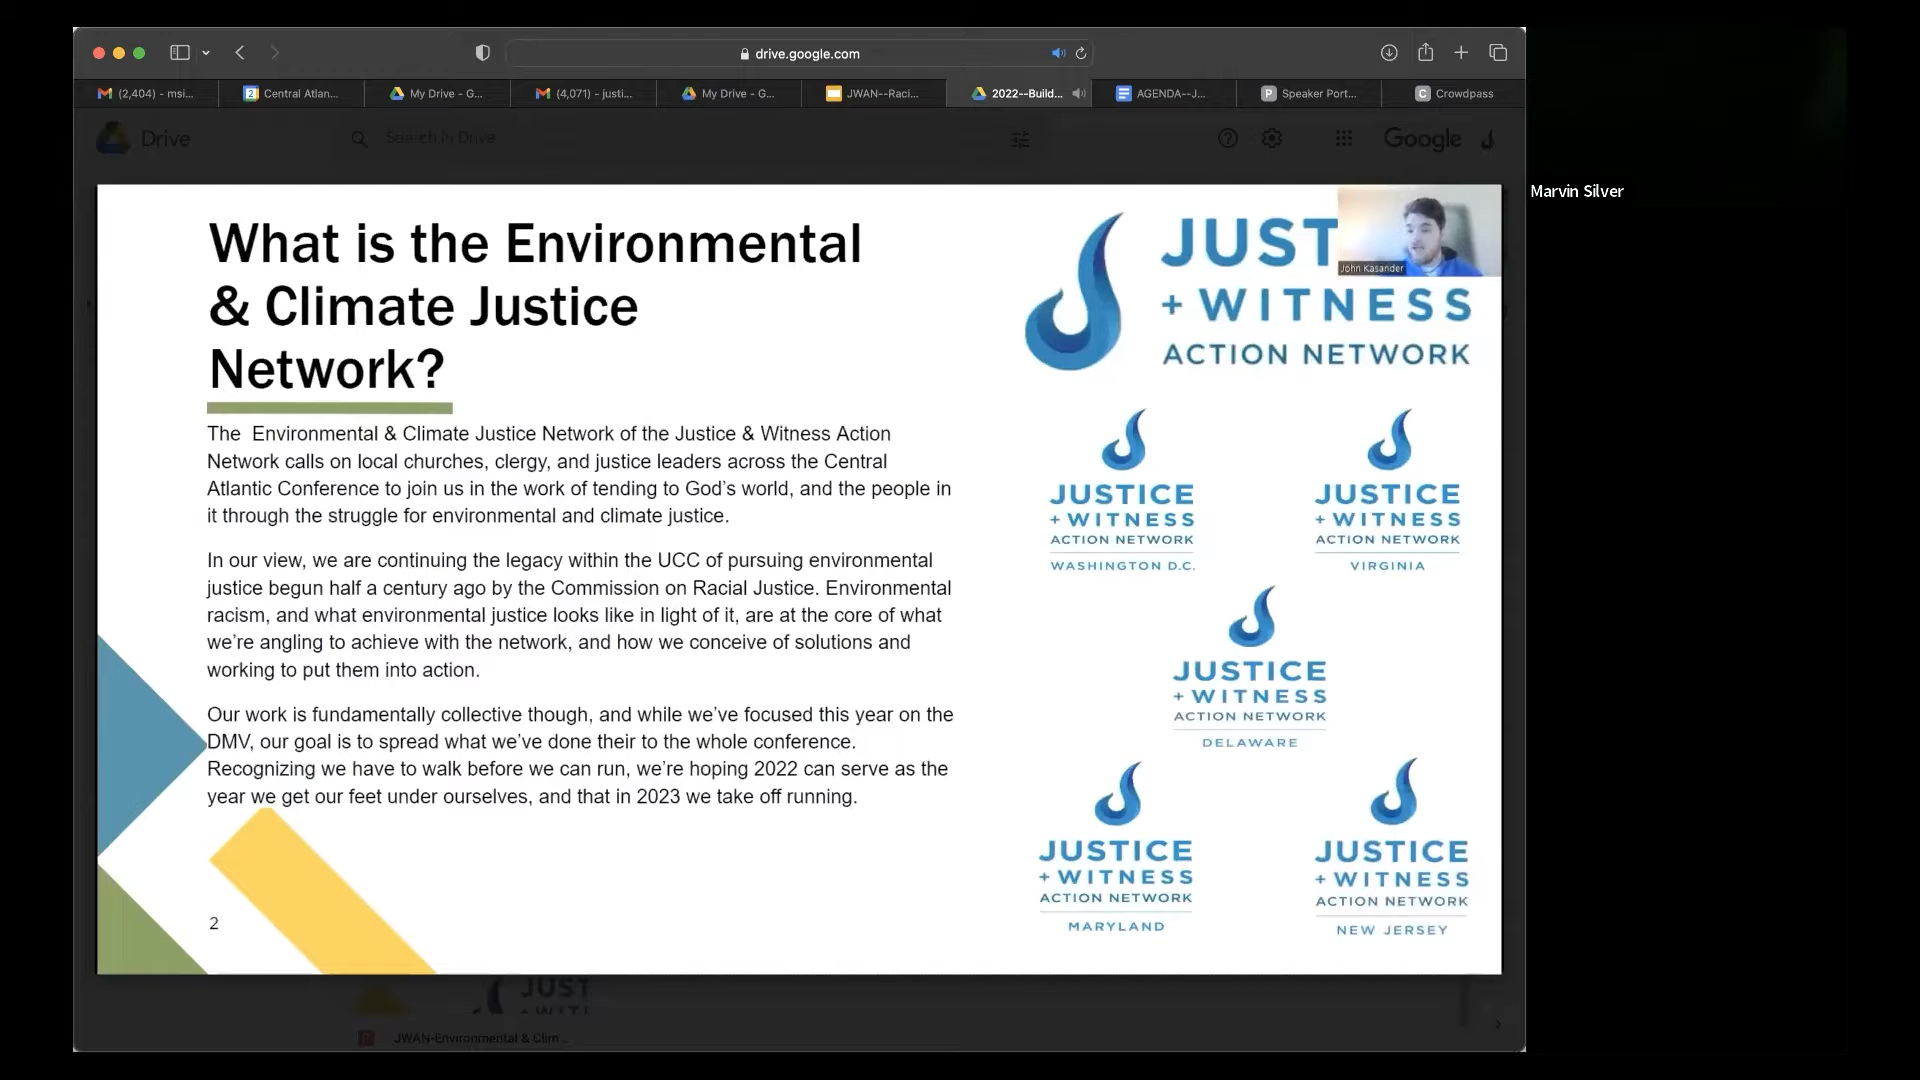 drive.google.com
(2,404) - msi...
Central Atlan...
My Drive - G...
(4,071) - justi...
My Drive - G...
JWAN--Raci...
2022--Build...
AGENDA--J...
Speaker Port...
Crowdpass
Drive
Search in Drive
Google
Marvin Silver
What is the Environmental
& Climate Justice
Network?
The Environmental & Climate Justice Network of the Justice & Witness Action
Network calls on local churches, clergy, and justice leaders across the Central
Atlantic Conference to join us in the work of tending to God's world, and the people in
it through the struggle for environmental and climate justice.
In our view, we are continuing the legacy within the UCC of pursuing environmental
justice begun half a century ago by the Commission on Racial Justice. Environmental
racism, and what environmental justice looks like in light of it, are at the core of what
we're angling to achieve with the network, and how we conceive of solutions and
working to put them into action.
Our work is fundamentally collective though, and while we've focused this year on the
DMV, our goal is to spread what we've done their to the whole conference.
Recognizing we have to walk before we can run, we're hoping 2022 can serve as the
year we get our feet under ourselves, and that in 2023 we take off running.
2
JUST
+ WITNESS
ACTION NETWORK
John Kasander
JUSTICE
+ WITNESS
ACTION NETWORK
WASHINGTON D.C.
JUSTICE
+ WITNESS
ACTION NETWORK
VIRGINIA
JUSTICE
+ WITNESS
ACTION NETWORK
DELAWARE
JUSTICE
+ WITNESS
ACTION NETWORK
MARYLAND
JUSTICE
+ WITNESS
ACTION NETWORK
NEW JERSEY
JUST
JWAN-Environmental & Clim...